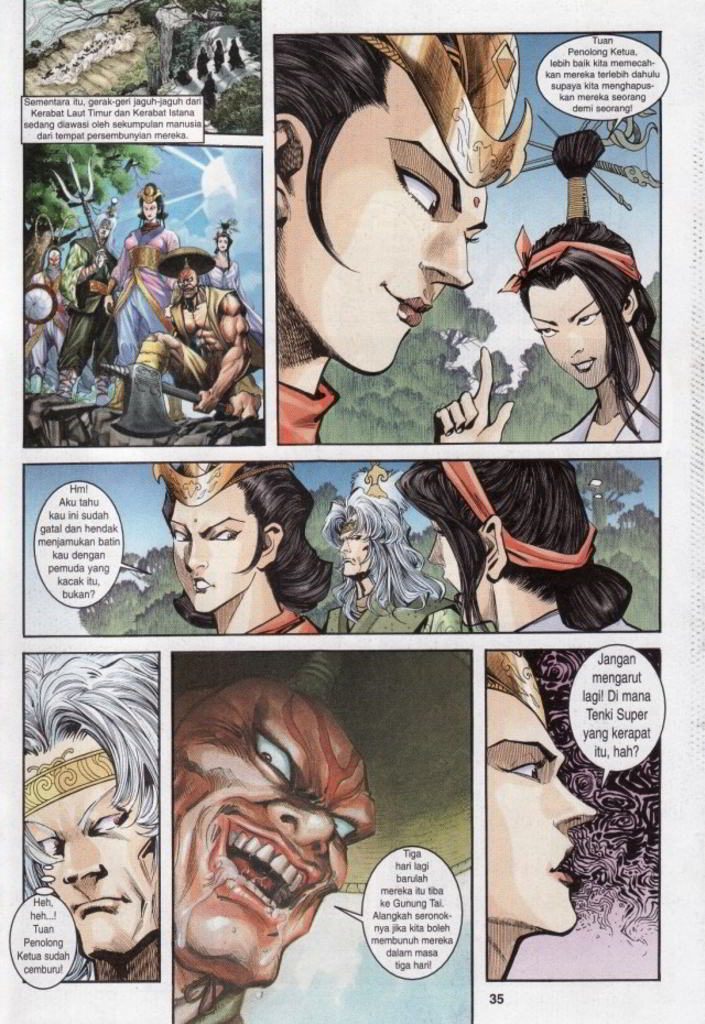 Sementara itu, gerak-geri jaguh-jaguh dari
Kerabat Laut Timur dan Kerabat Istana
sedang diawasi oleh sekumpulan manusia
dari tempat persembunyian mereka.
Tuan
Penolong Ketua,
lebih baik kita memecah-
kan mereka terlebih dahulu
supaya kita menghapus-
kan mereka seorang
demi seorang!
Hm!
Aku tahu
kau ini sudah
gatal dan hendak
menjamukan batin
kau dengan
pemuda yang
kacak itu,
bukan?
Heh,
heh...!
Tuan
Penolong
Ketua sudah
cemburu!
Tiga
hari lagi
barulah
mereka itu tiba
ke Gunung Tai.
Alangkah seronok-
nya jika kita boleh
membunuh mereka
dalam masa
tiga hari!
Jangan
mengarut
lagi! Di mana
Tenki Super
yang kerapat
itu, hah?
35